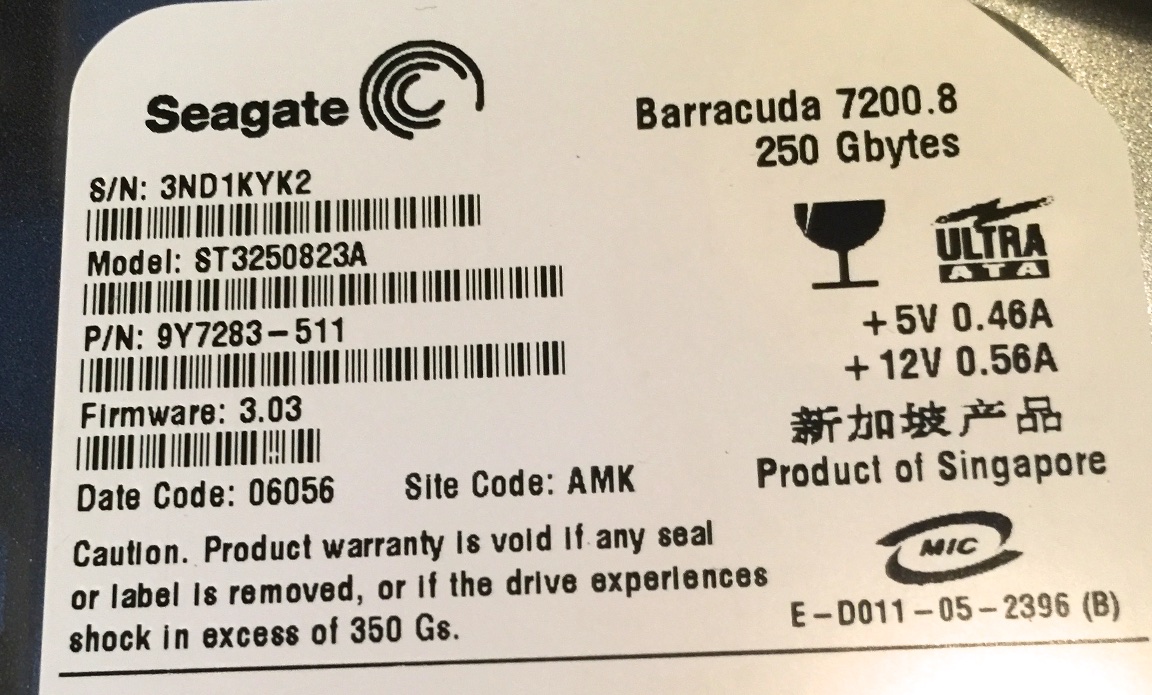 Seagate
Barracuda 7200.8
250 Gbytes
S/N: 3ND1KYK2
Model: ST3250823A
P/N: 9Y7283-511
Firmware: 3.03
Date Code: 06056
Site Code: AMK
ULTRA
ATA
+5V 0.46A
+12V 0.56A
新加坡产品
Product of Singapore
MIC
E-D011-05-2396 (B)
Caution. Product warranty is void if any seal
or label is removed, or if the drive experiences
shock in excess of 350 Gs.